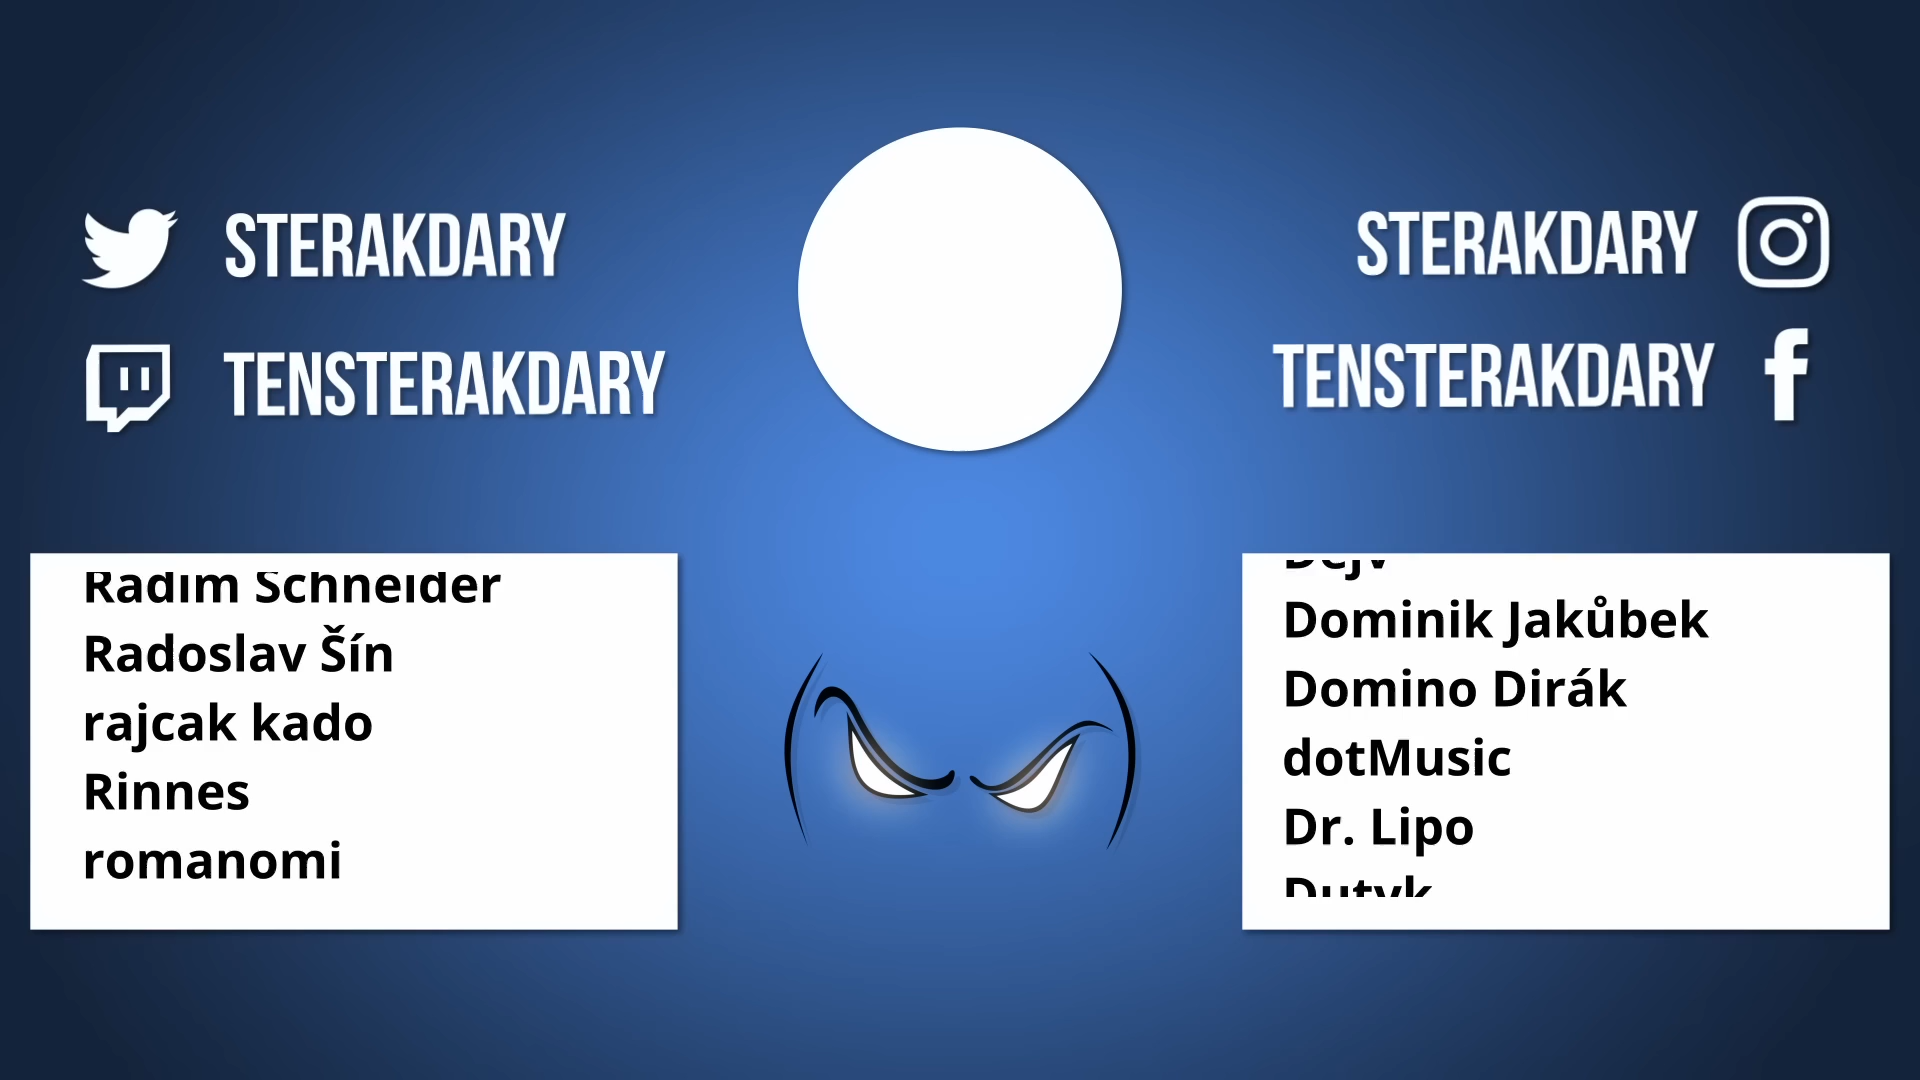 STERAKDARY
TENSTERAKDARY
STERAKDARY
TENSTERAKDARY
Radim Schneider
Radoslav Šín
rajcak kado
Rinnes
romanomi
Dominik Jakůbek
Domino Dirák
dotMusic
Dr. Lipo